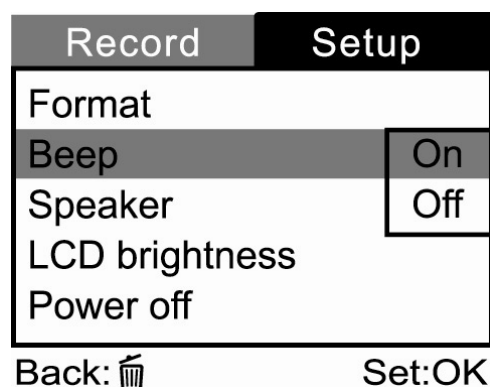 Record Setup
Format
Beep On
Speaker Off
LCD brightness
Power off
Back: Set:OK